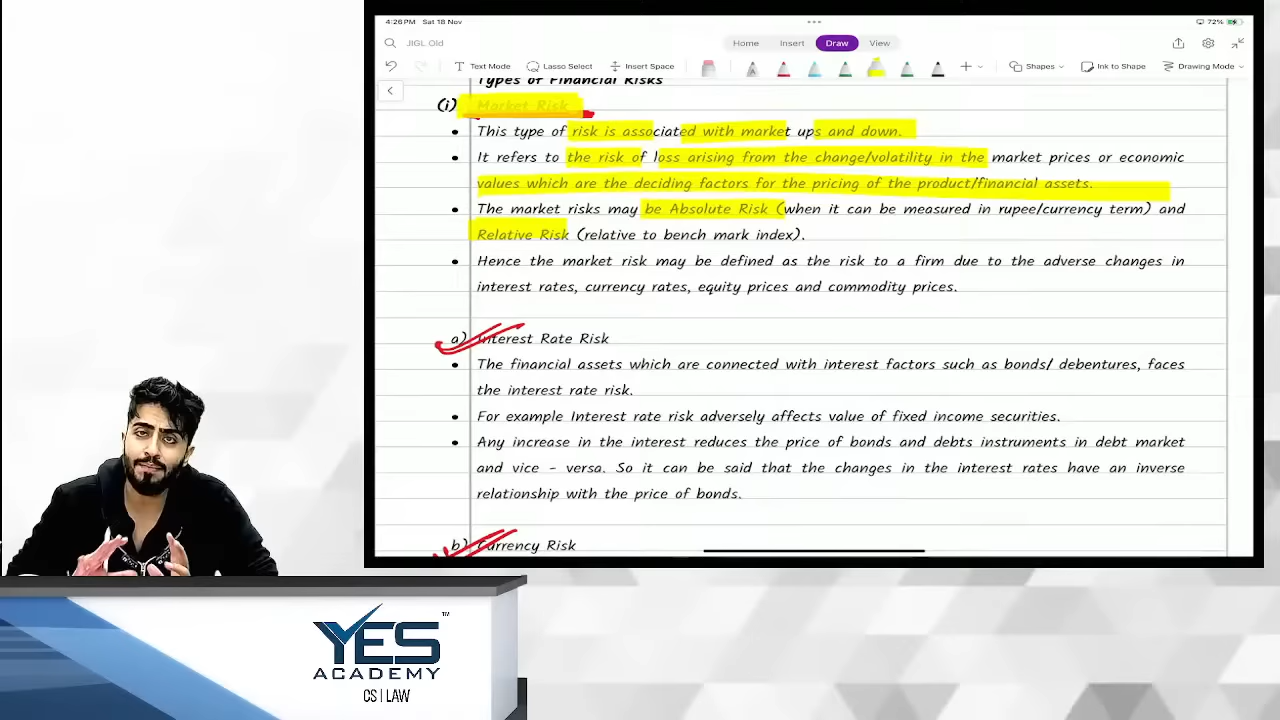 4:26 PM Sat 18 Nov
72%
JIGL Old
Home Insert Draw View
Text Mode Lasso Select Insert Space Shapes Ink to Shape Drawing Mode
Types of Financial Risks
(i) Market Risk
• This type of risk is associated with market ups and down.
• It refers to the risk of loss arising from the change/volatility in the market prices or economic
values which are the deciding factors for the pricing of the product/financial assets.
• The market risks may be Absolute Risk (when it can be measured in rupee/currency term) and
Relative Risk (relative to bench mark index).
• Hence the market risk may be defined as the risk to a firm due to the adverse changes in
interest rates, currency rates, equity prices and commodity prices.
a) Interest Rate Risk
• The financial assets which are connected with interest factors such as bonds/ debentures, faces
the interest rate risk.
• For example Interest rate risk adversely affects value of fixed income securities.
• Any increase in the interest reduces the price of bonds and debts instruments in debt market
and vice - versa. So it can be said that the changes in the interest rates have an inverse
relationship with the price of bonds.
b) Currency Risk
YES™
ACADEMY
CS | LAW